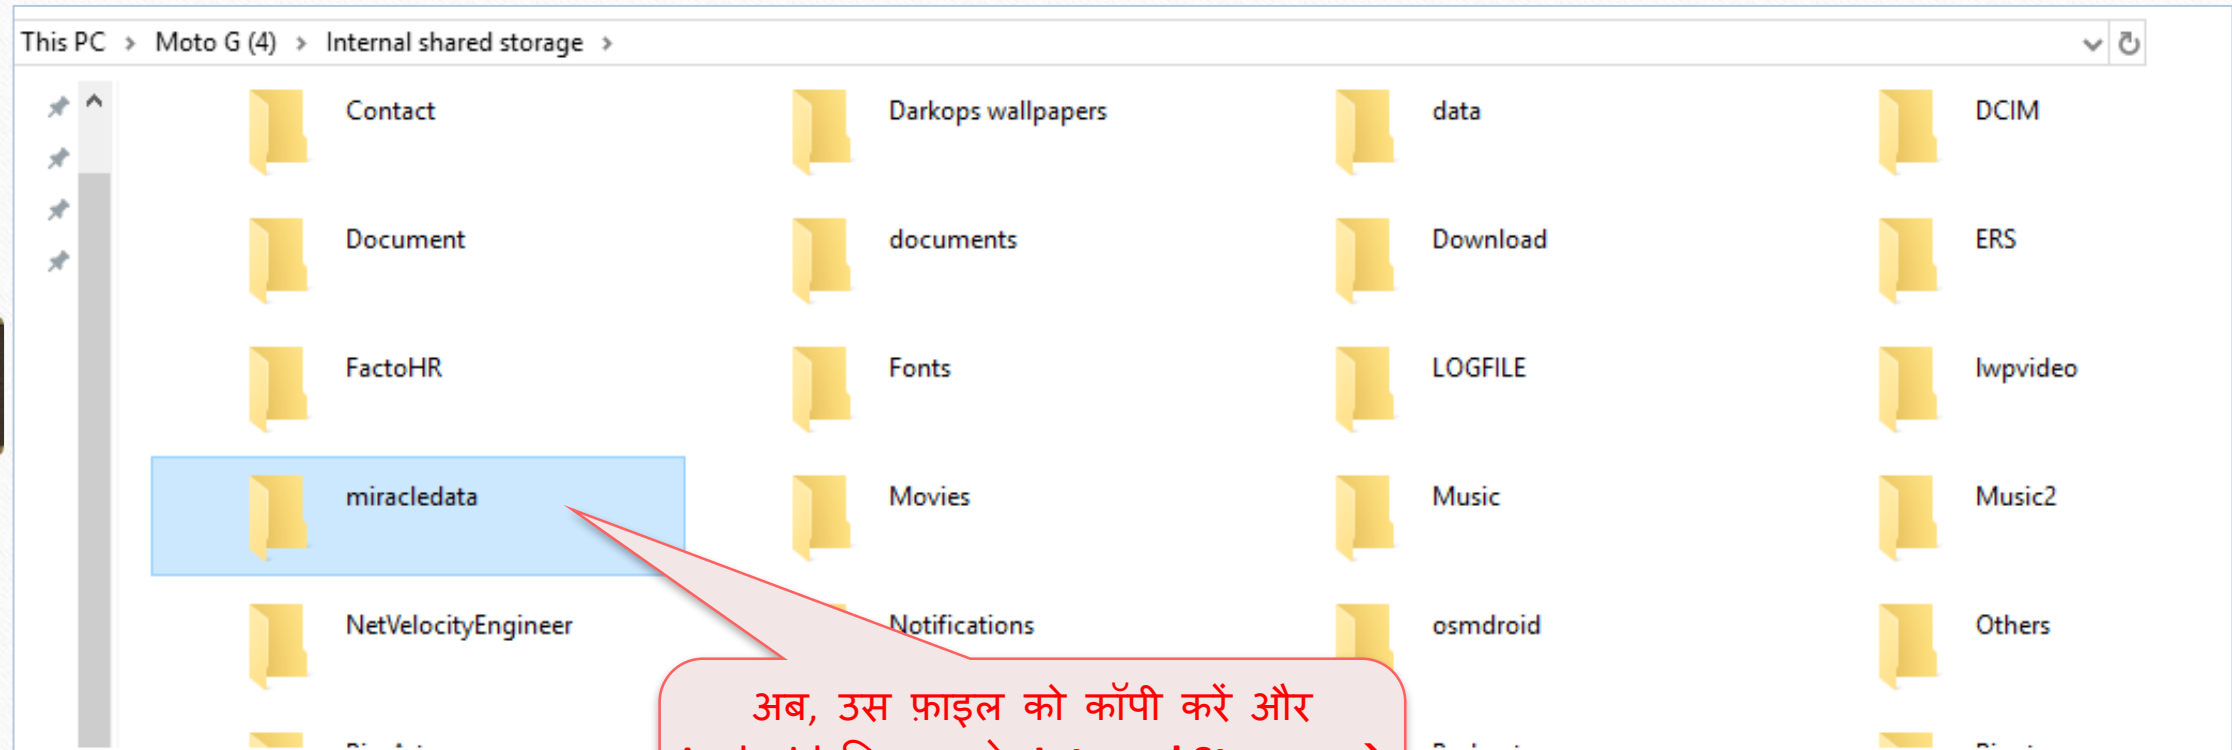 This PC > Moto G (4) > Internal shared storage >
Contact
Darkops wallpapers
data
DCIM
Document
documents
Download
ERS
FactoHR
Fonts
LOGFILE
lwpvideo
miracledata
Movies
Music
Music2
NetVelocityEngineer
Notifications
osmdroid
Others
अब, उस फ़ाइल को कॉपी करें और